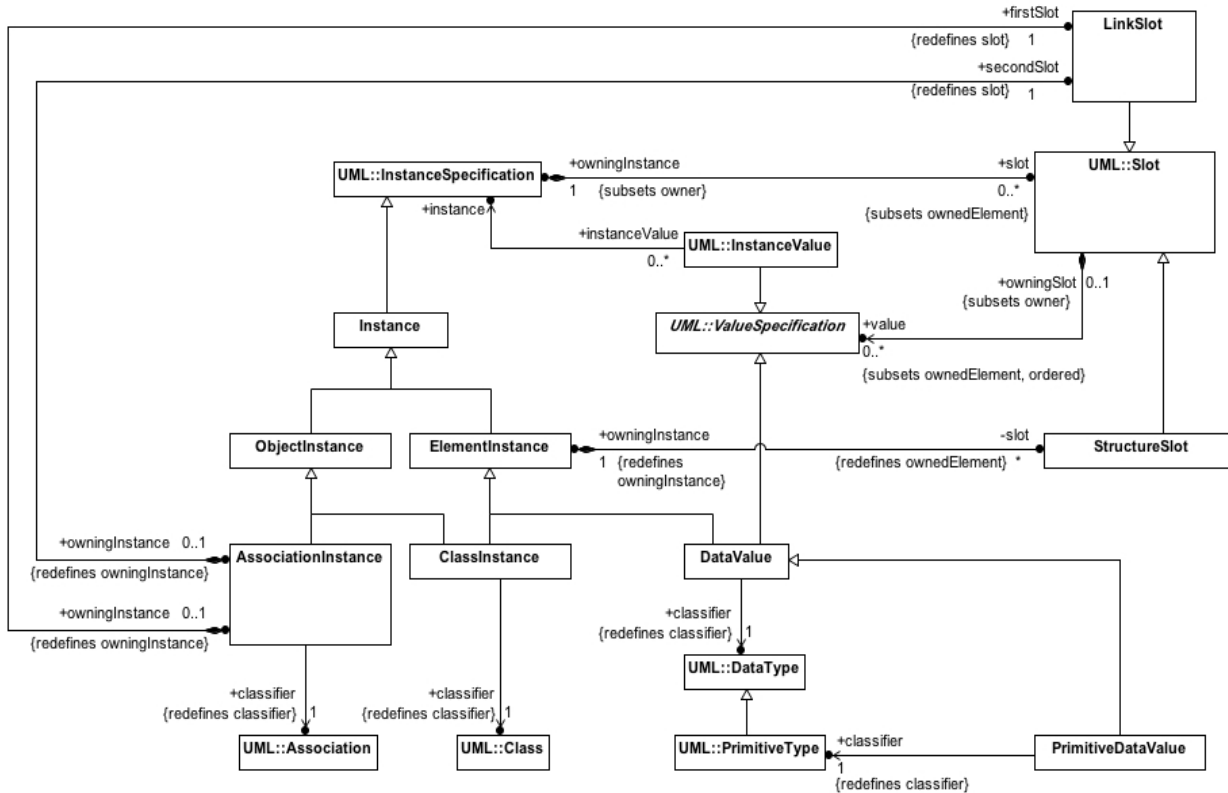 +firstSlot
LinkSlot
{redefines slot} 1
+secondSlot
{redefines slot} 1
UML::InstanceSpecification
+owningInstance
+slot
UML::Slot
1 {subsets owner}
0..*
+instance
{subsets ownedElement}
+instanceValue
UML::InstanceValue
0..*
+owningSlot 0..1
{subsets owner}
Instance
UML::ValueSpecification
+value
0..*
{subsets ownedElement, ordered}
ObjectInstance
ElementInstance
+owningInstance
-slot
StructureSlot
1 {redefines
owningInstance}
{redefines ownedElement} *
+owningInstance 0..1
AssociationInstance
ClassInstance
DataValue
{redefines owningInstance}
+owningInstance 0..1
{redefines owningInstance}
+classifier
{redefines classifier} 1
UML::DataType
+classifier
{redefines classifier} 1
+classifier
{redefines classifier} 1
UML::Association
UML::Class
UML::PrimitiveType
+classifier
PrimitiveDataValue
1
{redefines classifier}